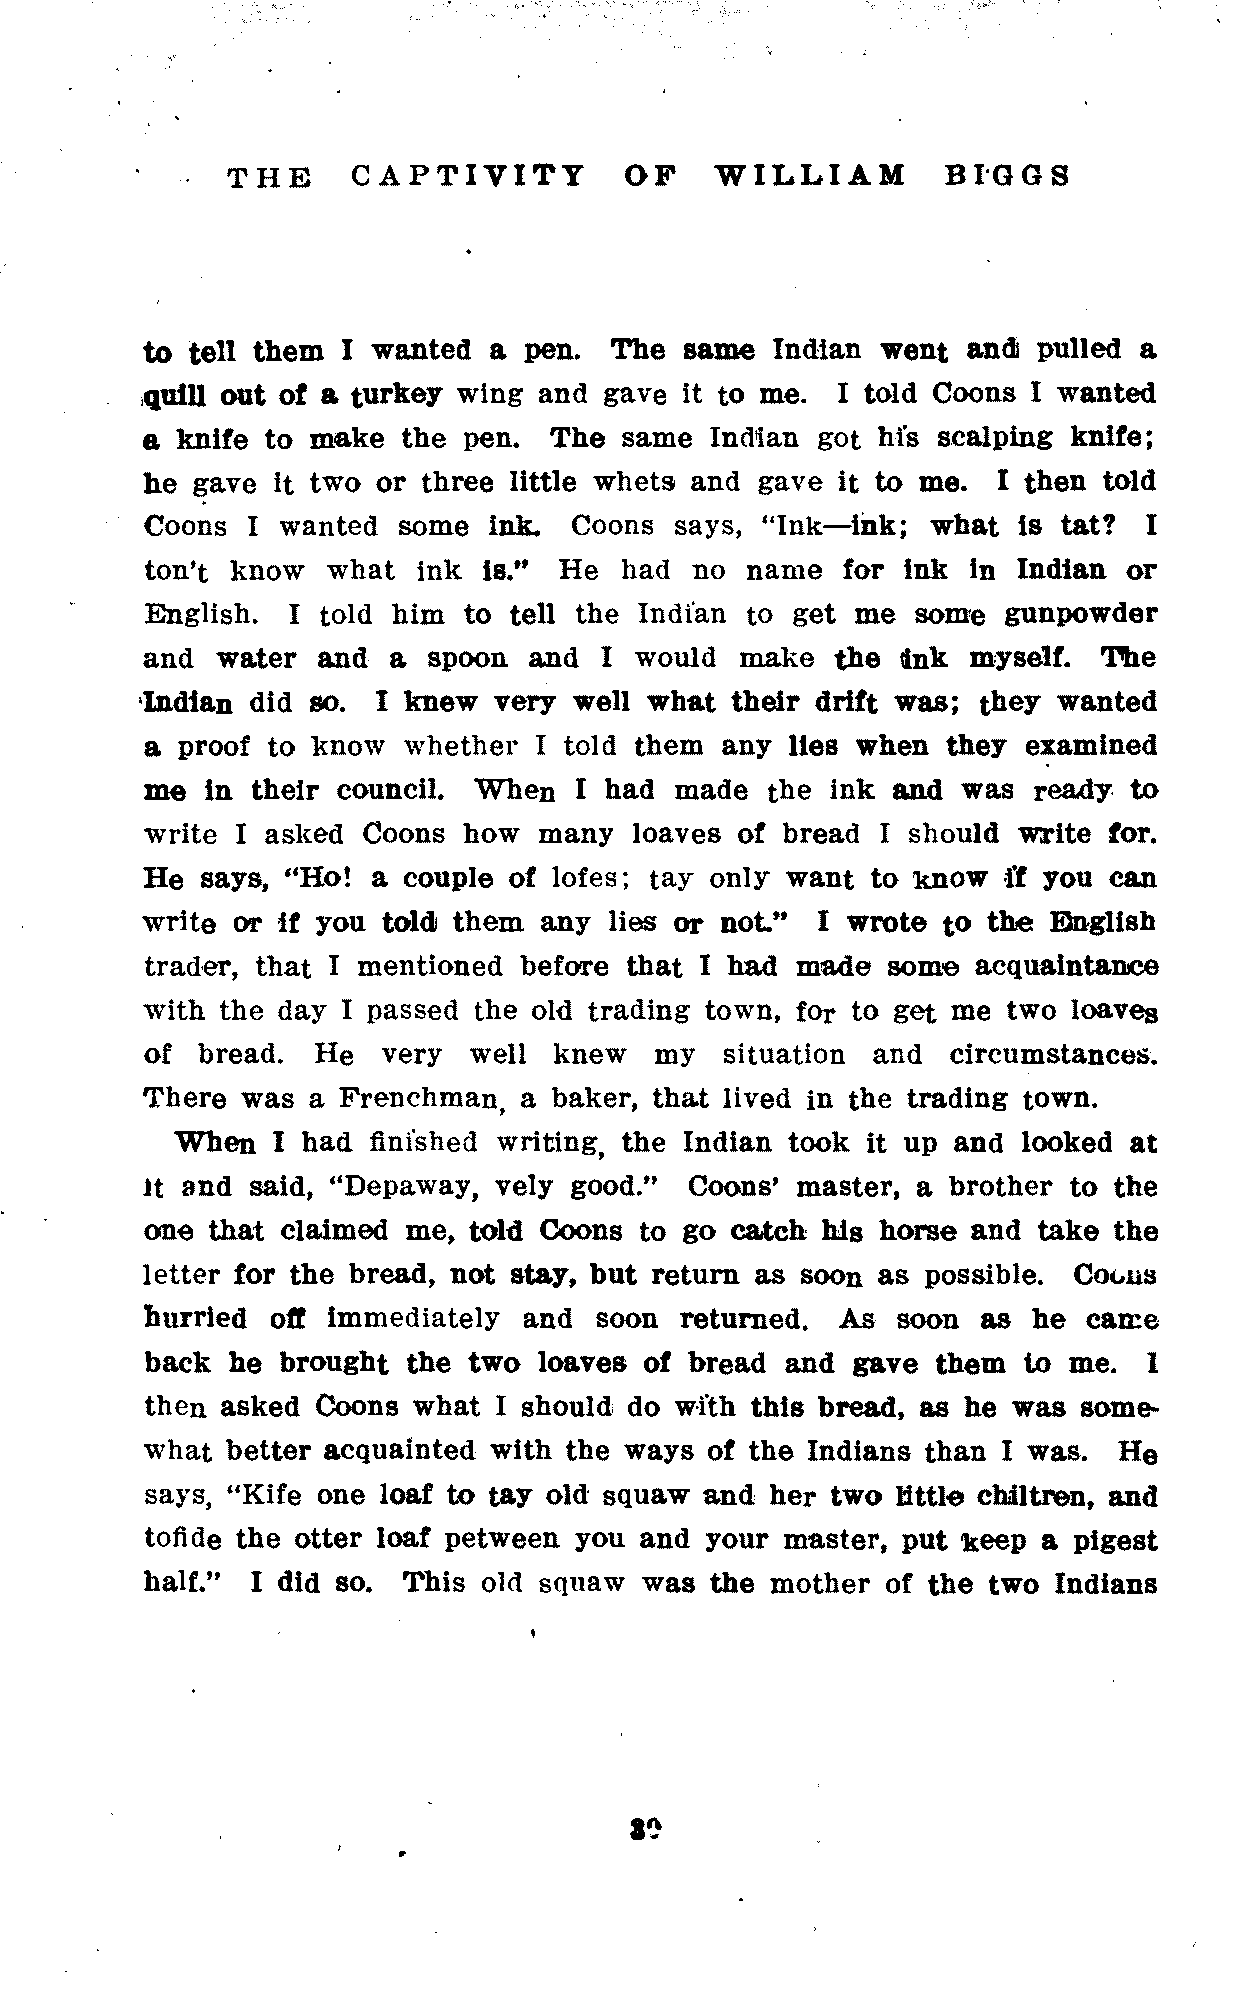 THE CAPTIVITY OF WILLIAM BIGGS
to tell them I wanted a pen. The same Indian went and pulled a
quill out of a turkey wing and gave it to me. I told Coons I wanted
a knife to make the pen. The same Indian got his scalping knife;
he gave it two or three little whets and gave it to me. I then told
Coons I wanted some ink. Coons says, "Ink—ink; what is tat? I
ton't know what ink is." He had no name for ink in Indian or
English. I told him to tell the Indian to get me some gunpowder
and water and a spoon and I would make the ink myself. The
Indian did so. I knew very well what their drift was; they wanted
a proof to know whether I told them any lies when they examined
me in their council. When I had made the ink and was ready to
write I asked Coons how many loaves of bread I should write for.
He says, "Ho! a couple of lofes; tay only want to know if you can
write or if you told them any lies or not." I wrote to the English
trader, that I mentioned before that I had made some acquaintance
with the day I passed the old trading town, for to get me two loaves
of bread. He very well knew my situation and circumstances.
There was a Frenchman, a baker, that lived in the trading town.
When I had finished writing, the Indian took it up and looked at
it and said, "Depaway, vely good." Coons' master, a brother to the
one that claimed me, told Coons to go catch his horse and take the
letter for the bread, not stay, but return as soon as possible. Coons
hurried off immediately and soon returned. As soon as he came
back he brought the two loaves of bread and gave them to me. I
then asked Coons what I should do with this bread, as he was some-
what better acquainted with the ways of the Indians than I was. He
says, "Kife one loaf to tay old squaw and her two little chiltren, and
tofide the otter loaf petween you and your master, put keep a pigest
half." I did so. This old squaw was the mother of the two Indians